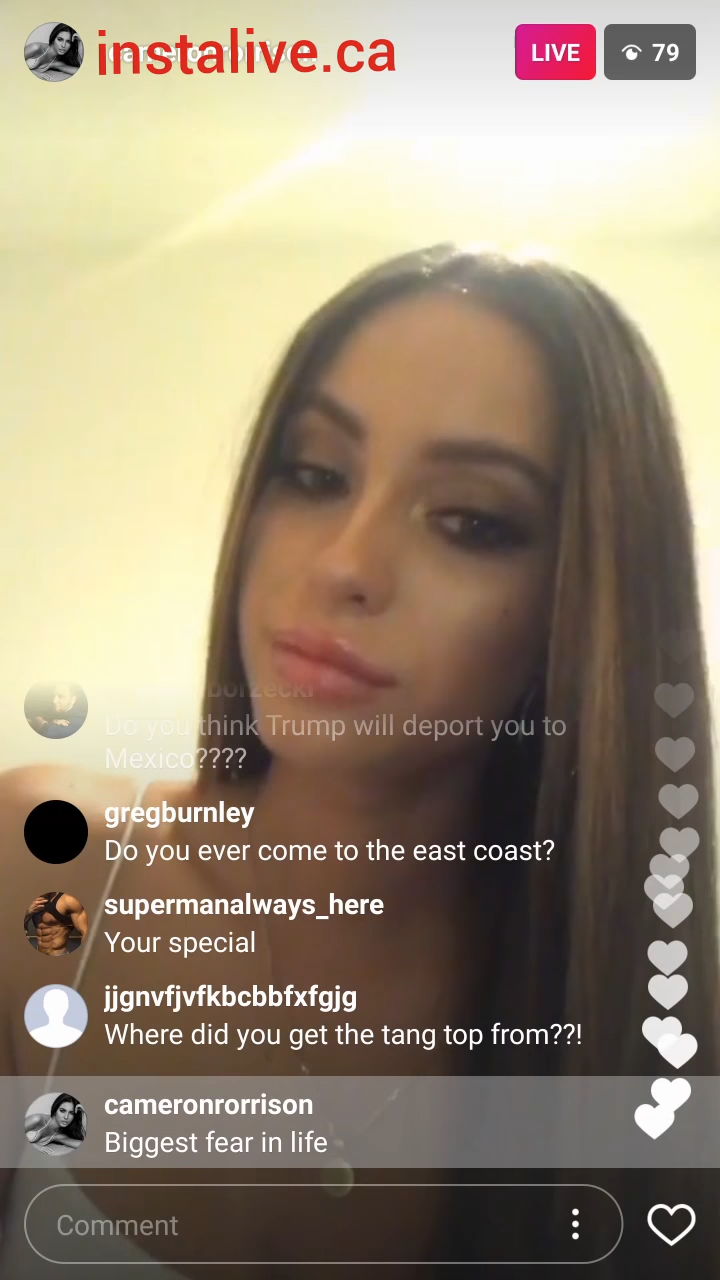 instalive.ca
LIVE
79
Do you think Trump will deport you to
Mexico????
gregburnley
Do you ever come to the east coast?
supermanalways_here
Your special
jjgnvfjvfkbcbbfxfgjg
Where did you get the tang top from??!
cameronrorrison
Biggest fear in life
Comment